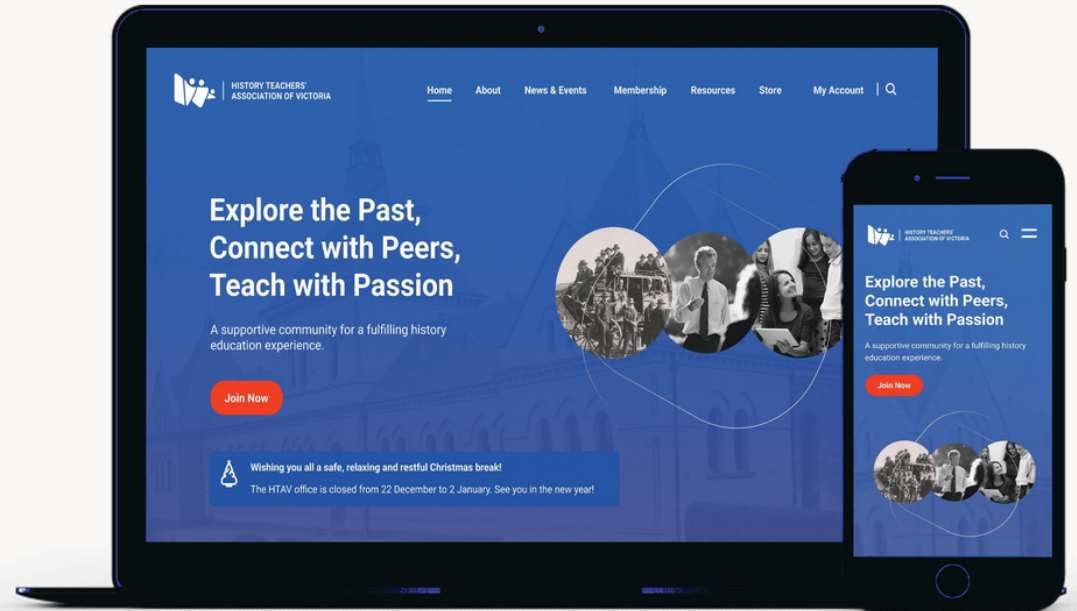 HISTORY TEACHERS'
ASSOCIATION OF VICTORIA
Home About News & Events Membership Resources Store My Account
Explore the Past,
Connect with Peers,
Teach with Passion
A supportive community for a fulfilling history
education experience.
Join Now
Wishing you all a safe, relaxing and restful Christmas break!
The HTAV office is closed from 22 December to 2 January. See you in the new year!
HISTORY TEACHERS'
ASSOCIATION OF VICTORIA
Explore the Past,
Connect with Peers,
Teach with Passion
A supportive community for a fulfilling history
education experience.
Join Now